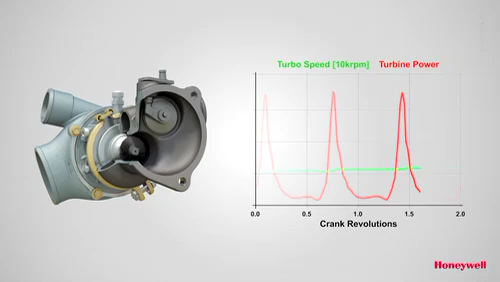 Turbo Speed [10krpm] Turbine Power
0.0 0.5 1.0 1.5 2.0
Crank Revolutions
Honeywell